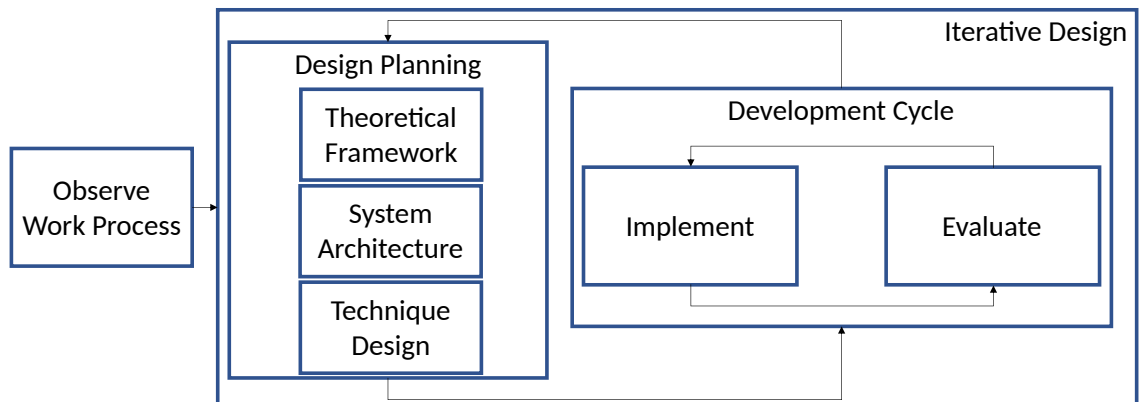 Iterative Design
Design Planning
Theoretical
Framework
System
Architecture
Technique
Design
Observe
Work Process
Development Cycle
Implement
Evaluate